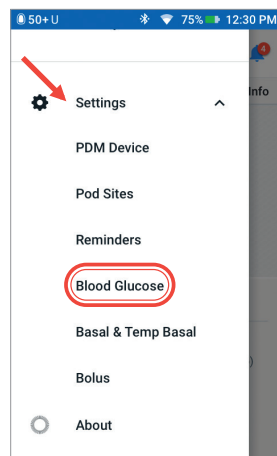 50+ U 75% 12:30 PM
4
Info
Settings
PDM Device
Pod Sites
Reminders
Blood Glucose
Basal & Temp Basal
Bolus
About